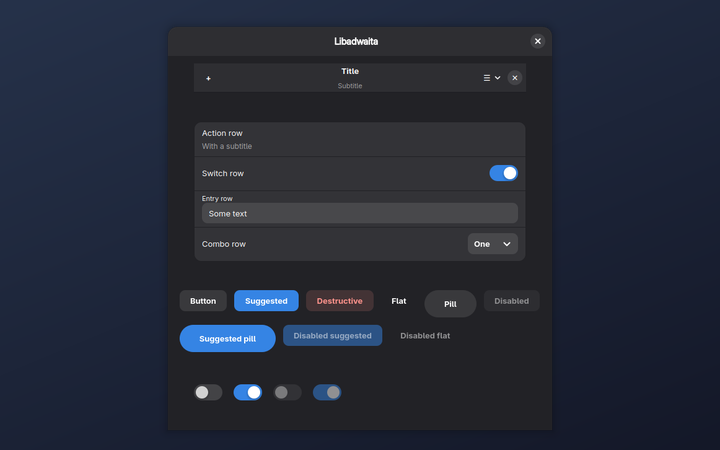 Libadwaita
Title
Subtitle
Action row
With a subtitle
Switch row
Entry row
Some text
Combo row
One
Button
Suggested
Destructive
Flat
Pill
Disabled
Suggested pill
Disabled suggested
Disabled flat